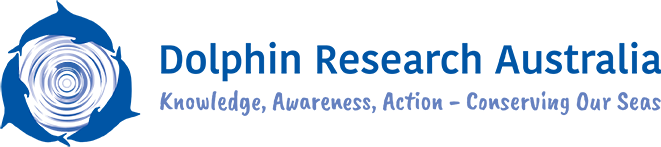 Dolphin Research Australia
Knowledge, Awareness, Action - Conserving Our Seas